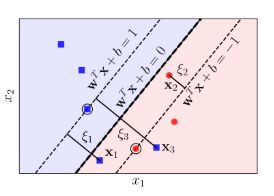 w^T x + b = 1
w^T x + b = 0
w^T x + b = −1
ξ₂
x₂
ξ₁
ξ₃
x₁
x₃
x₂
x₁